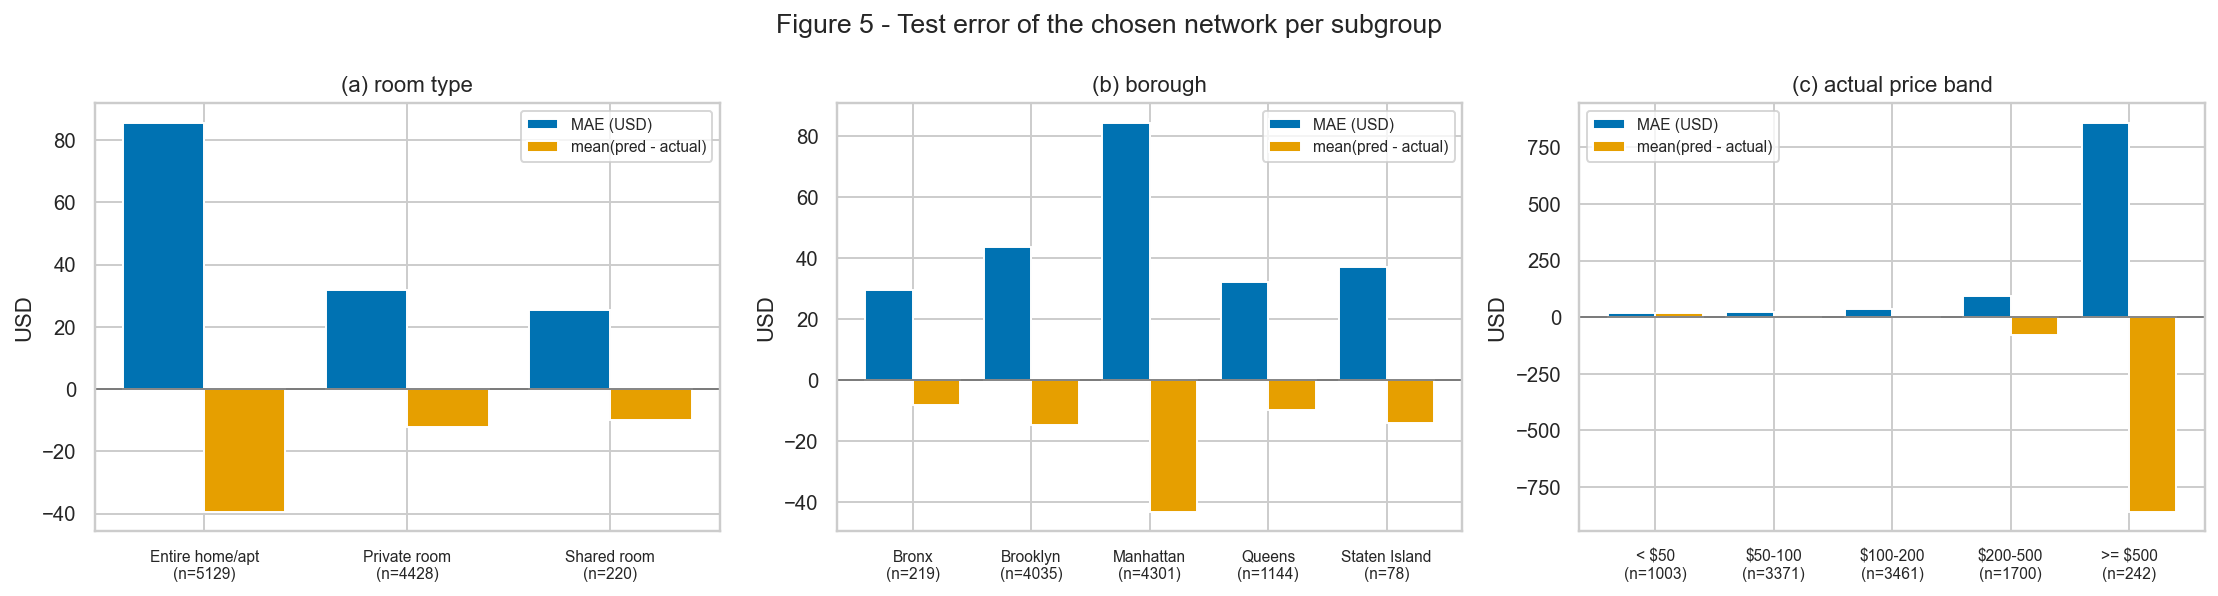 Figure 5 - Test error of the chosen network per subgroup
(a) room type
MAE (USD)
mean(pred - actual)
USD
80
60
40
20
0
−20
−40
Entire home/apt
(n=5129)
Private room
(n=4428)
Shared room
(n=220)
(b) borough
MAE (USD)
mean(pred - actual)
USD
80
60
40
20
0
−20
−40
Bronx
(n=219)
Brooklyn
(n=4035)
Manhattan
(n=4301)
Queens
(n=1144)
Staten Island
(n=78)
(c) actual price band
MAE (USD)
mean(pred - actual)
USD
750
500
250
0
−250
−500
−750
< $50
(n=1003)
$50-100
(n=3371)
$100-200
(n=3461)
$200-500
(n=1700)
>= $500
(n=242)